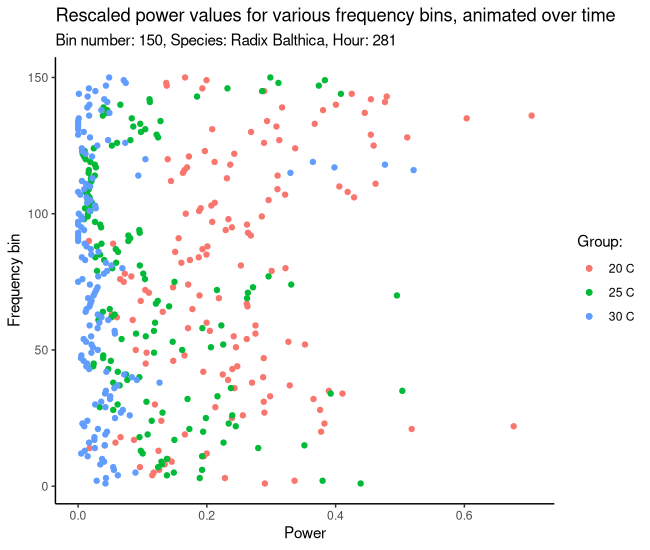 Rescaled power values for various frequency bins, animated over time
Bin number: 150, Species: Radix Balthica, Hour: 281
150
100
50
0
Frequency bin
0.0 0.2 0.4 0.6
Power
Group:
20 C
25 C
30 C